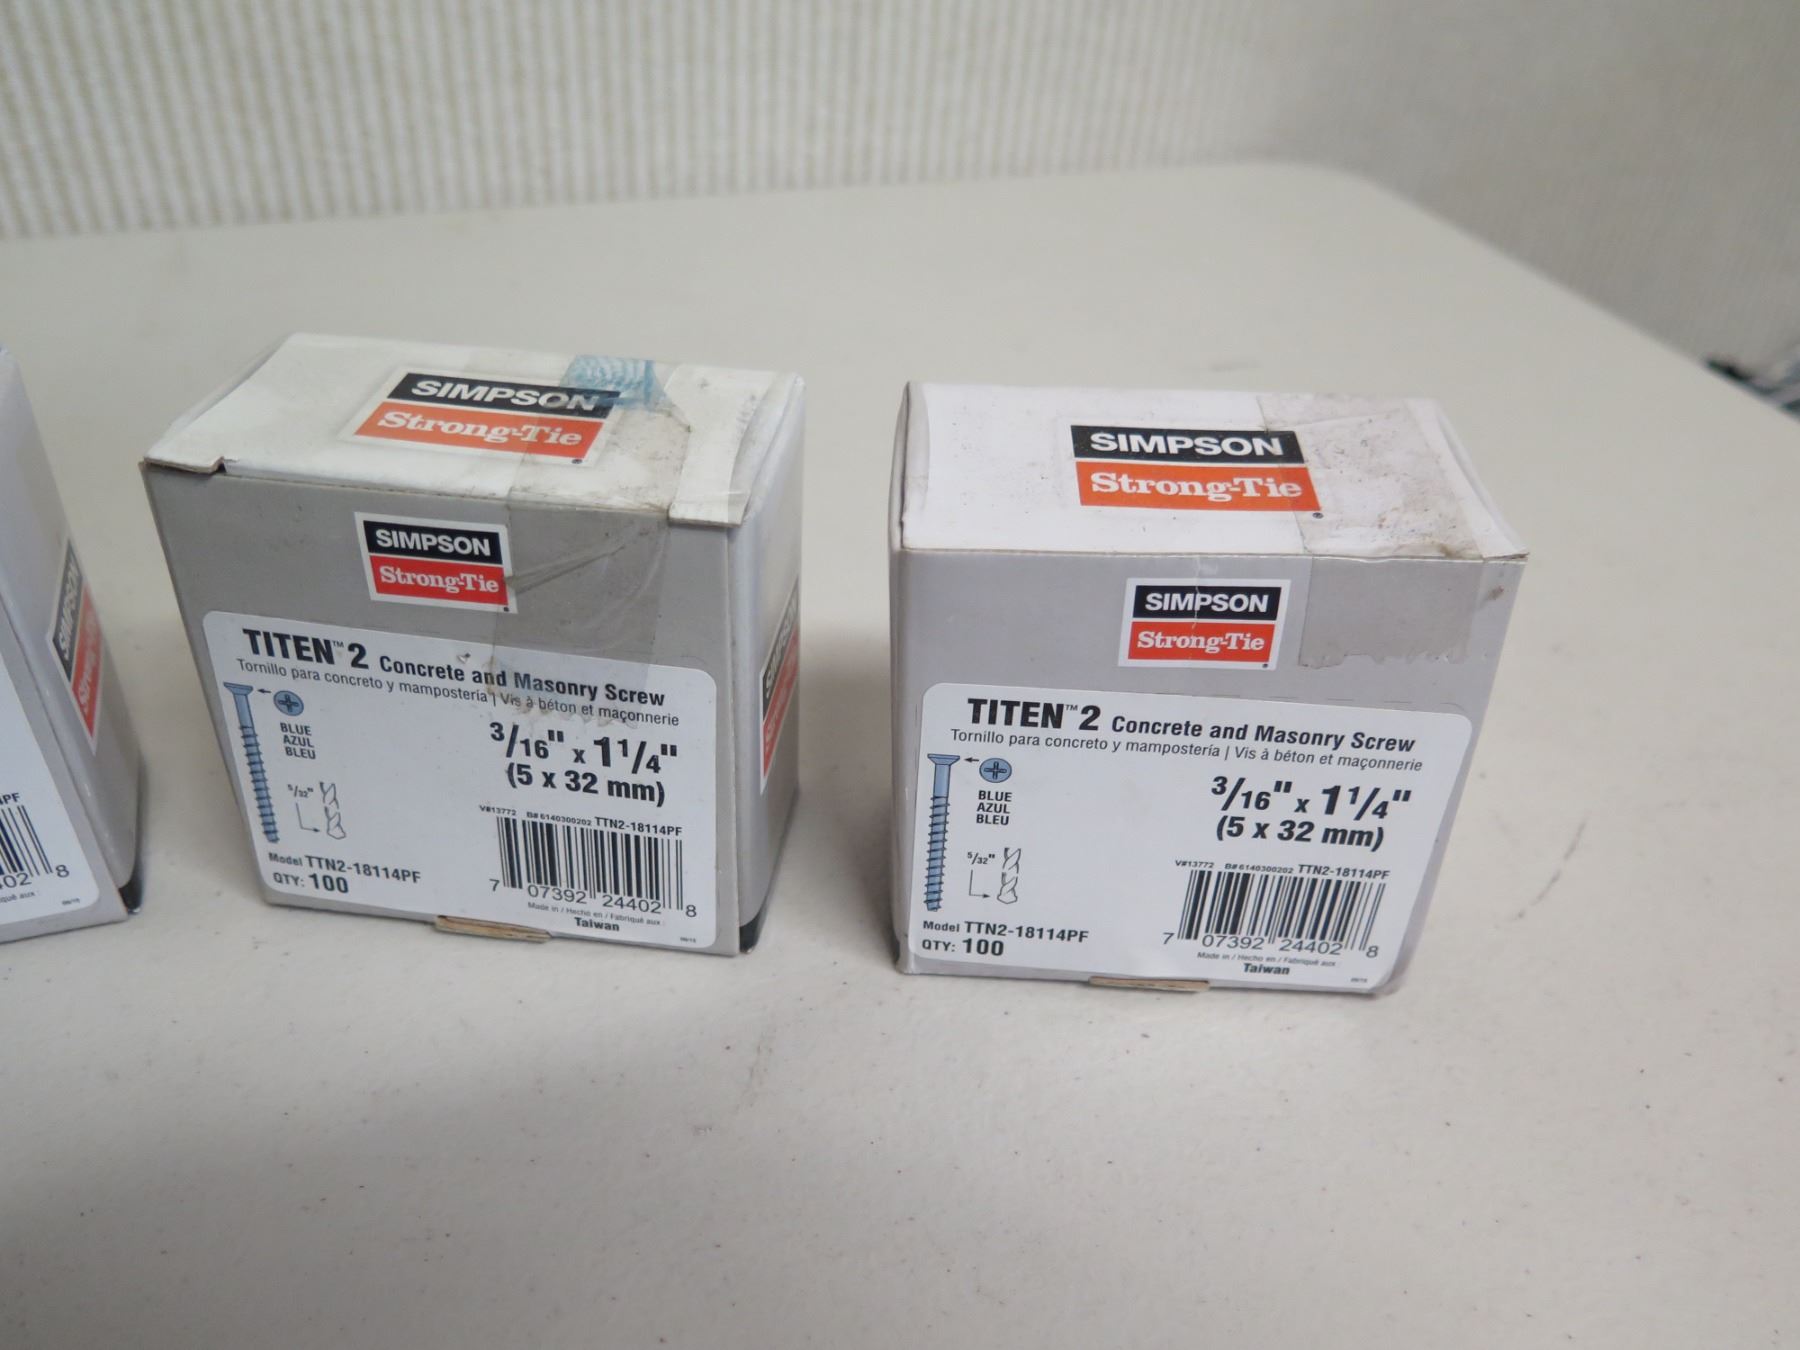 SIMPSON
Strong-Tie
8
SIMPSON
Strong-Tie
SIMPSON
Strong-Tie
TITEN™ 2 Concrete and Masonry Screw
Tornillo para concreto y mampostería | Vis à béton et maçonnerie
BLUE
AZUL
BLEU
3/16" x 1 1/4"
(5 x 32 mm)
5/32"
V#13772 B# 6140300202 TTN2-18114PF
Model TTN2-18114PF
QTY: 100
7 07392 24402 8
Made in / Hecho en / Fabriqué aux :
Taiwan
SIMPSON
Strong-Tie
SIMPSON
Strong-Tie
TITEN™ 2 Concrete and Masonry Screw
Tornillo para concreto y mampostería | Vis à béton et maçonnerie
BLUE
AZUL
BLEU
3/16" x 1 1/4"
(5 x 32 mm)
5/32"
V#13772 B# 6140300202 TTN2-18114PF
Model TTN2-18114PF
QTY: 100
7 07392 24402 8
Made in / Hecho en / Fabriqué aux :
Taiwan